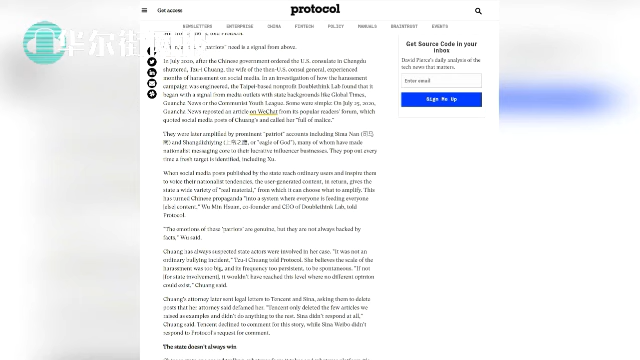 Get access
protocol
NEWSLETTERS ENTERPRISE CHINA FINTECH POLICY MANUALS BRAINTRUST EVENTS
华尔街
patriots' need is a signal from above.
In July 2020, after the Chinese government ordered the U.S. consulate in Chengdu
shuttered, Tzu-i Chuang, the wife of the then-U.S. consul general, experienced
months of harassment on social media. In an investigation of how the harassment
campaign was engineered, the Taipei-based nonprofit Doublethink Lab found that it
began with a signal from media outlets with state backgrounds like Global Times,
Guancha News or the Communist Youth League. Some were simple: On July 25, 2020,
Guancha News reposted an article on WeChat from its popular readers' forum, which
quoted social media posts of Chuang's and called her "full of malice."
They were later amplified by prominent "patriot" accounts including Sima Nan
and Shangdizhiying or "eagle of God"), many of whom have made
nationalistic messaging core to their lucrative influencer businesses. They pop out every
time a fresh target is identified, including Xu.
When social media posts published by the state reach ordinary users and inspire them
to voice their nationalist tendencies, the user-generated content, in return, gives the
state a wide variety of "real material," from which it can choose what to amplify. This
has turned Chinese propaganda "into a system where everyone is feeding everyone
[else] content," Wu Min Hsuan, co-founder and CEO of Doublethink Lab, told
Protocol.
"The emotions of these 'patriots' are genuine, but they are not always backed by
facts," Wu said.
Chuang has always suspected state actors were involved in her case. "It was not an
ordinary bullying incident," Tzu-i Chuang told Protocol. She believes the scale of the
harassment was too big, and its frequency too persistent, to be spontaneous. "If not
[for state involvement], it wouldn't have reached this level where no different opinion
could exist," Chuang said.
Chuang's attorney later sent legal letters to Tencent and Sina, asking them to delete
posts that her attorney said defamed her. "Tencent only deleted the few articles we
raised as examples and didn't do anything to the rest. Sina didn't respond at all,"
Chuang said. Tencent declined to comment for this story, while Sina Weibo didn't
respond to Protocol's request for comment.
The state doesn't always win
Get Source Code in your
inbox
David Pierce's daily analysis of the
tech news that matters.
Enter email
Sign Me Up